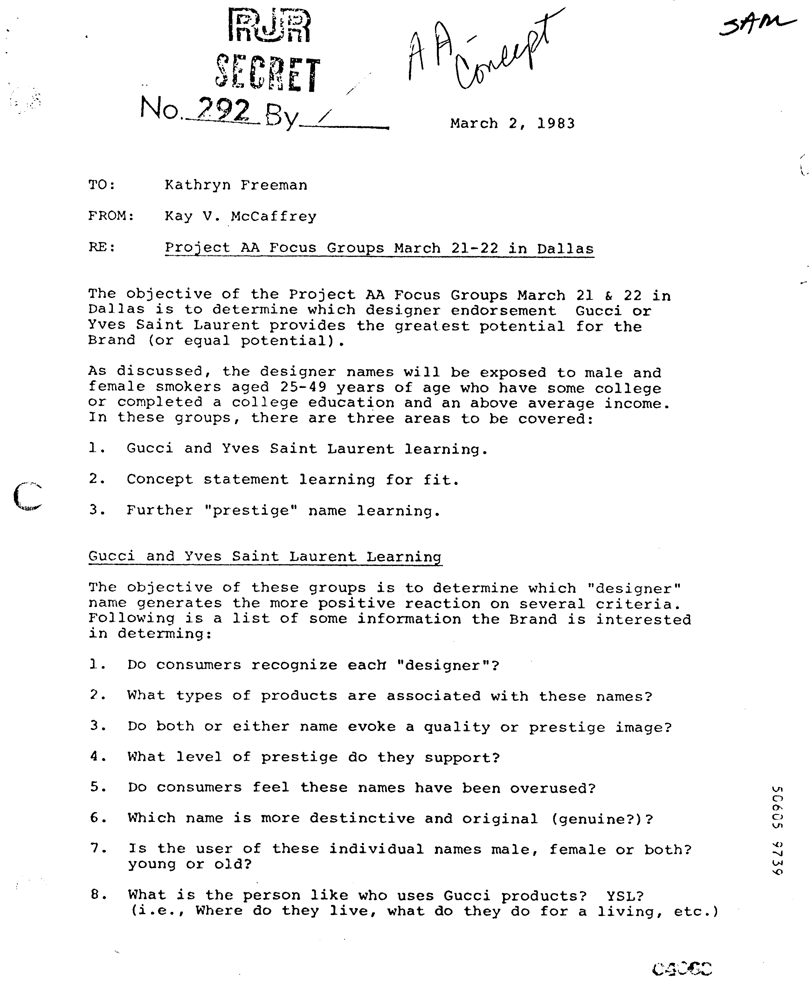 RJR
SECRET
No. 292 By /
AA-
Concept
SAM
March 2, 1983
TO: Kathryn Freeman
FROM: Kay V. McCaffrey
RE: Project AA Focus Groups March 21-22 in Dallas
The objective of the Project AA Focus Groups March 21 & 22 in
Dallas is to determine which designer endorsement Gucci or
Yves Saint Laurent provides the greatest potential for the
Brand (or equal potential).
As discussed, the designer names will be exposed to male and
female smokers aged 25-49 years of age who have some college
or completed a college education and an above average income.
In these groups, there are three areas to be covered:
1. Gucci and Yves Saint Laurent learning.
2. Concept statement learning for fit.
3. Further "prestige" name learning.
Gucci and Yves Saint Laurent Learning
The objective of these groups is to determine which "designer"
name generates the more positive reaction on several criteria.
Following is a list of some information the Brand is interested
in determing:
1. Do consumers recognize each "designer"?
2. What types of products are associated with these names?
3. Do both or either name evoke a quality or prestige image?
4. What level of prestige do they support?
5. Do consumers feel these names have been overused?
6. Which name is more destinctive and original (genuine?)?
7. Is the user of these individual names male, female or both?
young or old?
8. What is the person like who uses Gucci products? YSL?
(i.e., Where do they live, what do they do for a living, etc.)
50605 9739